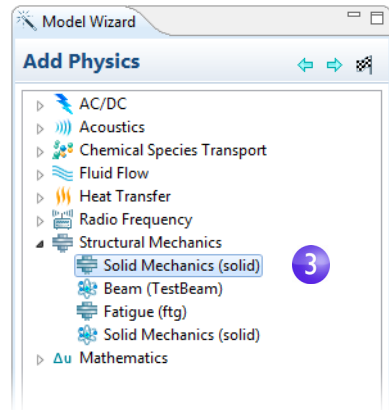 Model Wizard
Add Physics
AC/DC
Acoustics
Chemical Species Transport
Fluid Flow
Heat Transfer
Radio Frequency
Structural Mechanics
Solid Mechanics (solid)
3
Beam (TestBeam)
Fatigue (ftg)
Solid Mechanics (solid)
Δu Mathematics